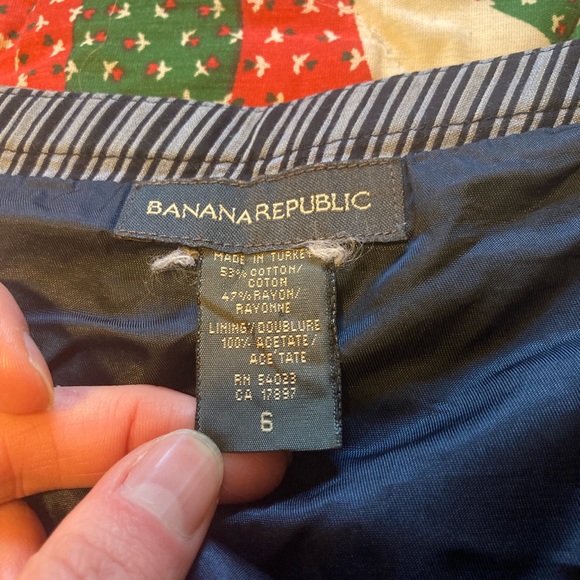 BANANA REPUBLIC
MADE IN TURKEY
53% COTTON/
COTON
47% RAYON/
RAYONNE
LINING/DOUBLURE
100% ACETATE/
ACETATE
RN 54023
CA 17897
6